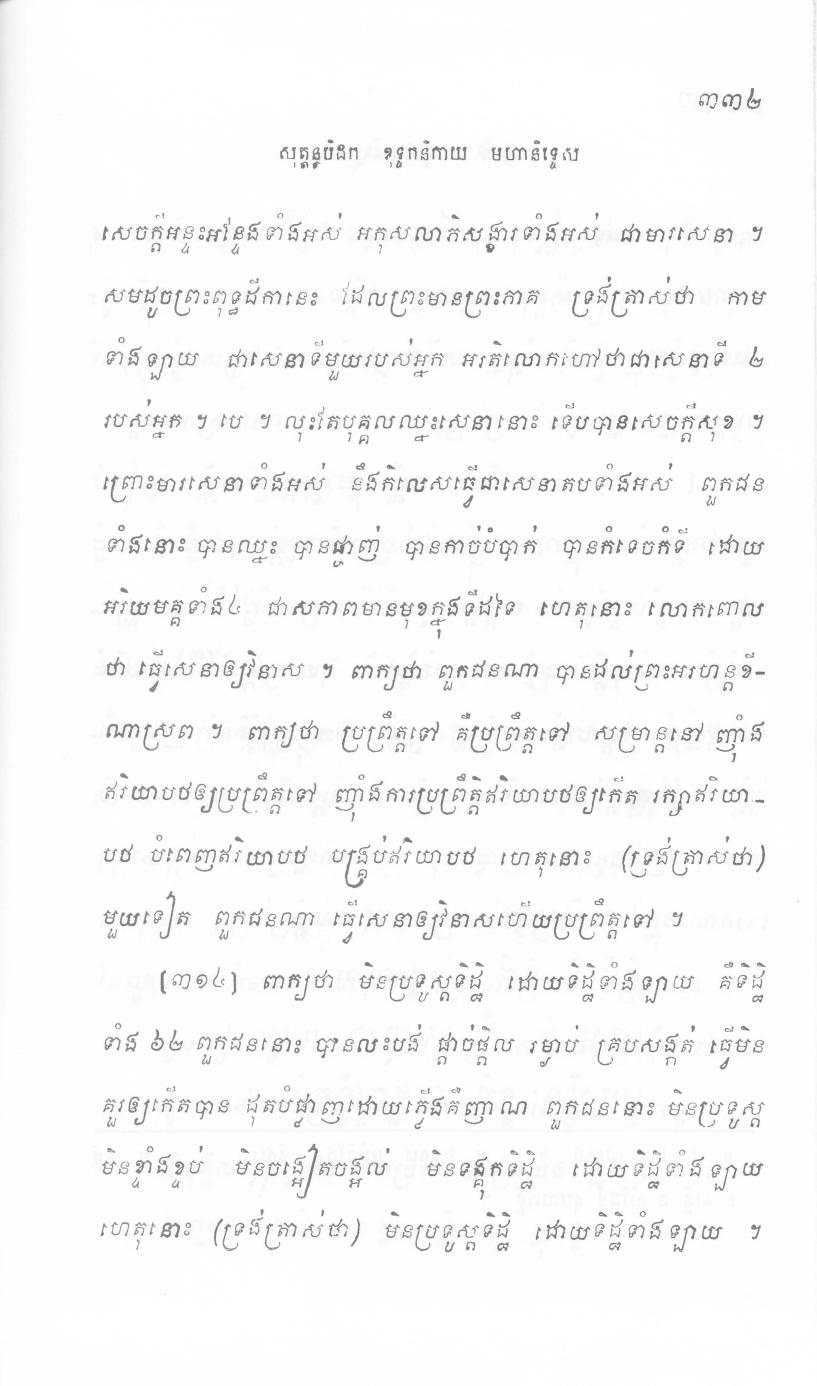 ៣៣២
សុត្តន្តបិដក ខុទ្ទកនិកាយ មហានិទ្ទេស
សេចក្តីអន្ទះអន្ទែងទាំងអស់ អកុសលាភិសង្ខារទាំងអស់ ជាមារសេនា ។
សមដូចព្រះពុទ្ធដីកានេះ ដែលព្រះមានព្រះភាគ ទ្រង់ត្រាស់ថា កាម
ទាំងឡាយ ជាសេនាទីមួយរបស់អ្នក អរតិលោកហៅថាជាសេនាទី ២
របស់អ្នក ។ បេ ។ លុះតែបុគ្គលឈ្នះសេនានោះ ទើបបានសេចក្តីសុខ ។
ព្រោះមារសេនាទាំងអស់ នឹងកិលេសធ្វើជាសេនាតបទាំងអស់ ពួកជន
ទាំងនោះ បានឈ្នះ បានផ្ចាញ់ បានកាច់បំបាក់ បានកំទេចកំទី ដោយ
អរិយមគ្គទាំង៤ ជាសភាពមានមុខក្នុងទីដទៃ ហេតុនោះ លោកពោល
ថា ធ្វើសេនាឲ្យវិនាស ។ ពាក្យថា ពួកជនណា បានដល់ព្រះអរហន្តខី-
ណាស្រព ។ ពាក្យថា ប្រព្រឹត្តទៅ គឺប្រព្រឹត្តទៅ សម្រាន្តនៅ ញ៉ាំង
ឥរិយាបថឲ្យប្រព្រឹត្តទៅ ញ៉ាំងការប្រព្រឹត្តិឥរិយាបថឲ្យកើត រក្សាឥរិយា-
បថ បំពេញឥរិយាបថ បង្គ្រប់ឥរិយាបថ ហេតុនោះ (ទ្រង់ត្រាស់ថា)
មួយទៀត ពួកជនណា ធ្វើសេនាឲ្យវិនាសហើយប្រព្រឹត្តទៅ ។
(៣១៤) ពាក្យថា មិនប្រទូស្តទិដ្ឋិ ដោយទិដ្ឋិទាំងឡាយ គឺទិដ្ឋិ
ទាំង ៦២ ពួកជននោះ បានលះបង់ ផ្តាច់ផ្តិល រម្ងាប់ គ្របសង្កត់ ធ្វើមិន
គួរឲ្យកើតបាន ដុតបំផ្លាញដោយភ្លើងគឺញាណ ពួកជននោះ មិនប្រទូស្ត
មិនខ្ទាំងខ្ទប់ មិនចង្អៀតចង្អល់ មិនទង្គុកទិដ្ឋិ ដោយទិដ្ឋិទាំងឡាយ
ហេតុនោះ (ទ្រង់ត្រាស់ថា) មិនប្រទូស្តទិដ្ឋិ ដោយទិដ្ឋិទាំងឡាយ ។